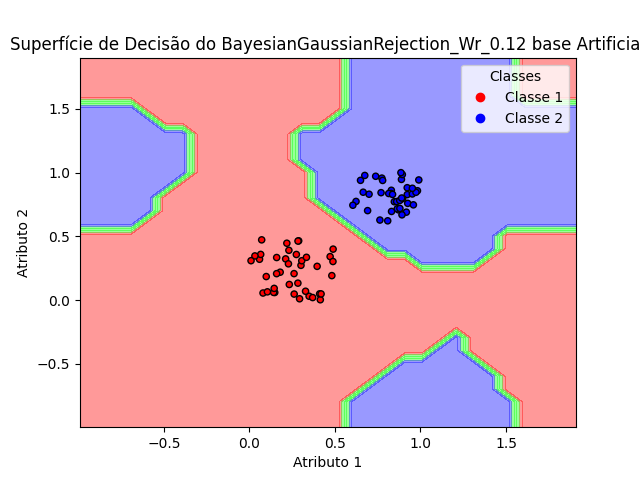 Superfície de Decisão do BayesianGaussianRejection_Wr_0.12 base Artificia
Classes
Classe 1
Classe 2
Atributo 2
1.5
1.0
0.5
0.0
−0.5
−0.5
0.0
0.5
1.0
1.5
Atributo 1